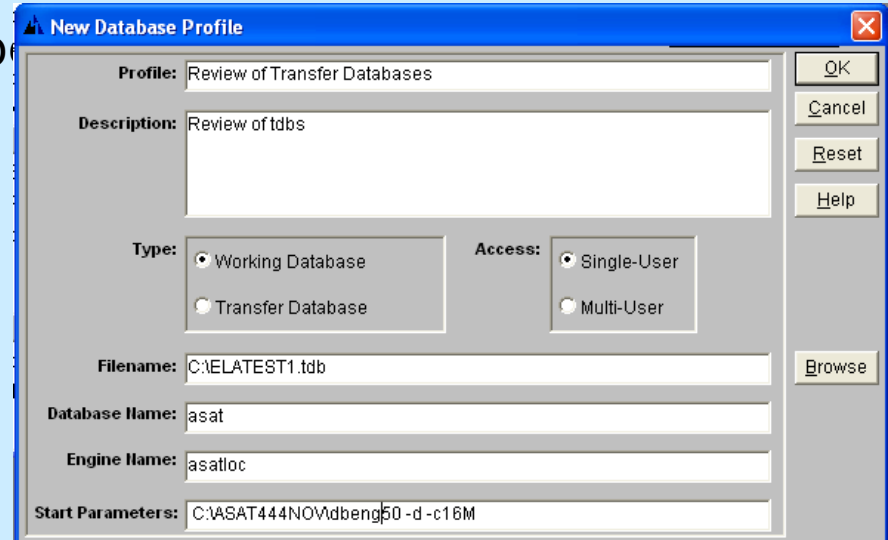 New Database Profile
Profile: Review of Transfer Databases
OK
Description: Review of tdbs
Cancel
Reset
Help
Type: Working Database
Transfer Database
Access: Single-User
Multi-User
Filename: C:\ELATEST1.tdb
Browse
Database Name: asat
Engine Name: asatloc
Start Parameters: C:\ASAT444NOV\dbeng50 -d -c16M